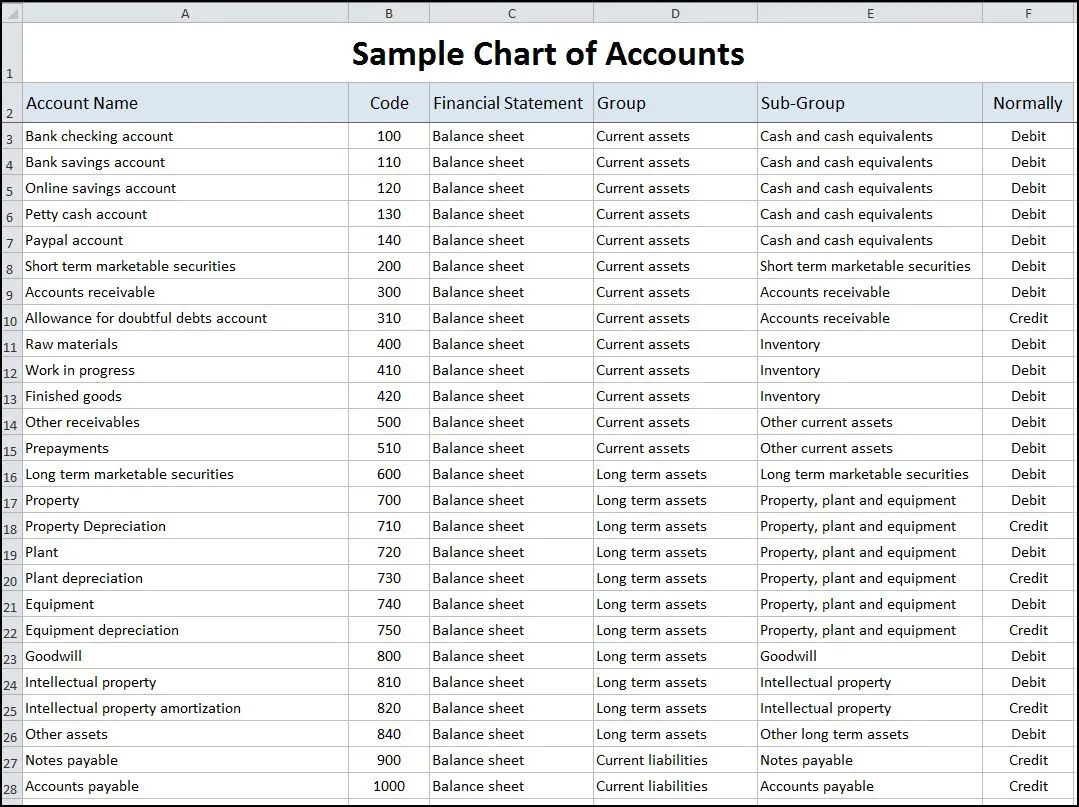 A B C D E F
1 Sample Chart of Accounts
2 Account Name Code Financial Statement Group Sub-Group Normally
3 Bank checking account 100 Balance sheet Current assets Cash and cash equivalents Debit
4 Bank savings account 110 Balance sheet Current assets Cash and cash equivalents Debit
5 Online savings account 120 Balance sheet Current assets Cash and cash equivalents Debit
6 Petty cash account 130 Balance sheet Current assets Cash and cash equivalents Debit
7 Paypal account 140 Balance sheet Current assets Cash and cash equivalents Debit
8 Short term marketable securities 200 Balance sheet Current assets Short term marketable securities Debit
9 Accounts receivable 300 Balance sheet Current assets Accounts receivable Debit
10 Allowance for doubtful debts account 310 Balance sheet Current assets Accounts receivable Credit
11 Raw materials 400 Balance sheet Current assets Inventory Debit
12 Work in progress 410 Balance sheet Current assets Inventory Debit
13 Finished goods 420 Balance sheet Current assets Inventory Debit
14 Other receivables 500 Balance sheet Current assets Other current assets Debit
15 Prepayments 510 Balance sheet Current assets Other current assets Debit
16 Long term marketable securities 600 Balance sheet Long term assets Long term marketable securities Debit
17 Property 700 Balance sheet Long term assets Property, plant and equipment Debit
18 Property Depreciation 710 Balance sheet Long term assets Property, plant and equipment Credit
19 Plant 720 Balance sheet Long term assets Property, plant and equipment Debit
20 Plant depreciation 730 Balance sheet Long term assets Property, plant and equipment Credit
21 Equipment 740 Balance sheet Long term assets Property, plant and equipment Debit
22 Equipment depreciation 750 Balance sheet Long term assets Property, plant and equipment Credit
23 Goodwill 800 Balance sheet Long term assets Goodwill Debit
24 Intellectual property 810 Balance sheet Long term assets Intellectual property Debit
25 Intellectual property amortization 820 Balance sheet Long term assets Intellectual property Credit
26 Other assets 840 Balance sheet Long term assets Other long term assets Debit
27 Notes payable 900 Balance sheet Current liabilities Notes payable Credit
28 Accounts payable 1000 Balance sheet Current liabilities Accounts payable Credit